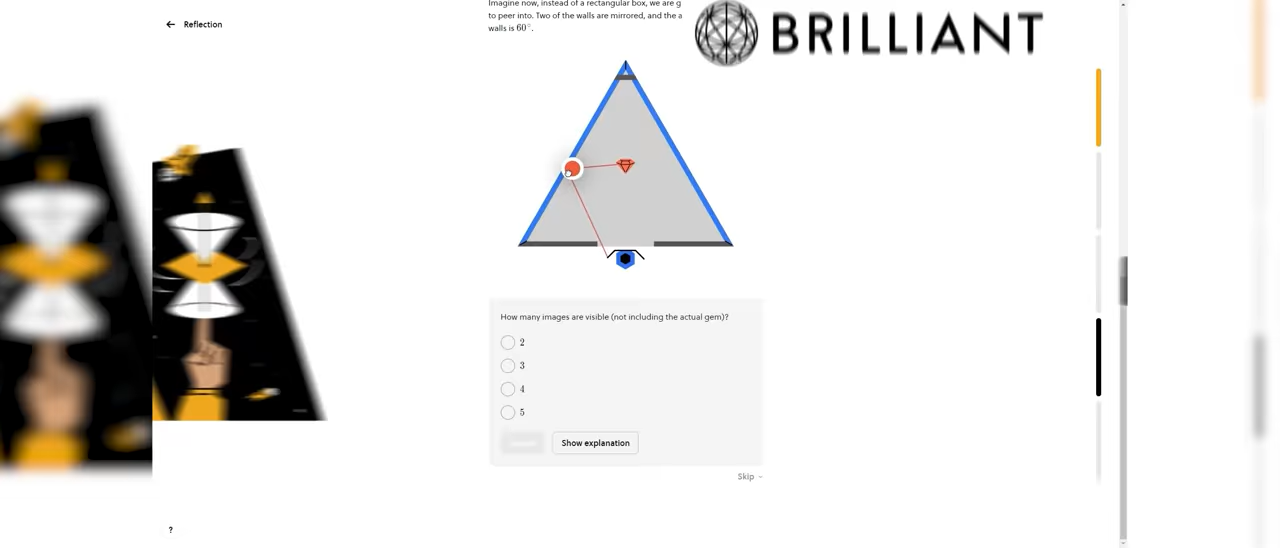 Reflection
Imagine now, instead of a rectangular box, we are g
to peer into. Two of the walls are mirrored, and the a
walls is 60°.
BRILLIANT
How many images are visible (not including the actual gem)?
2
3
4
5
Show explanation
Skip
?